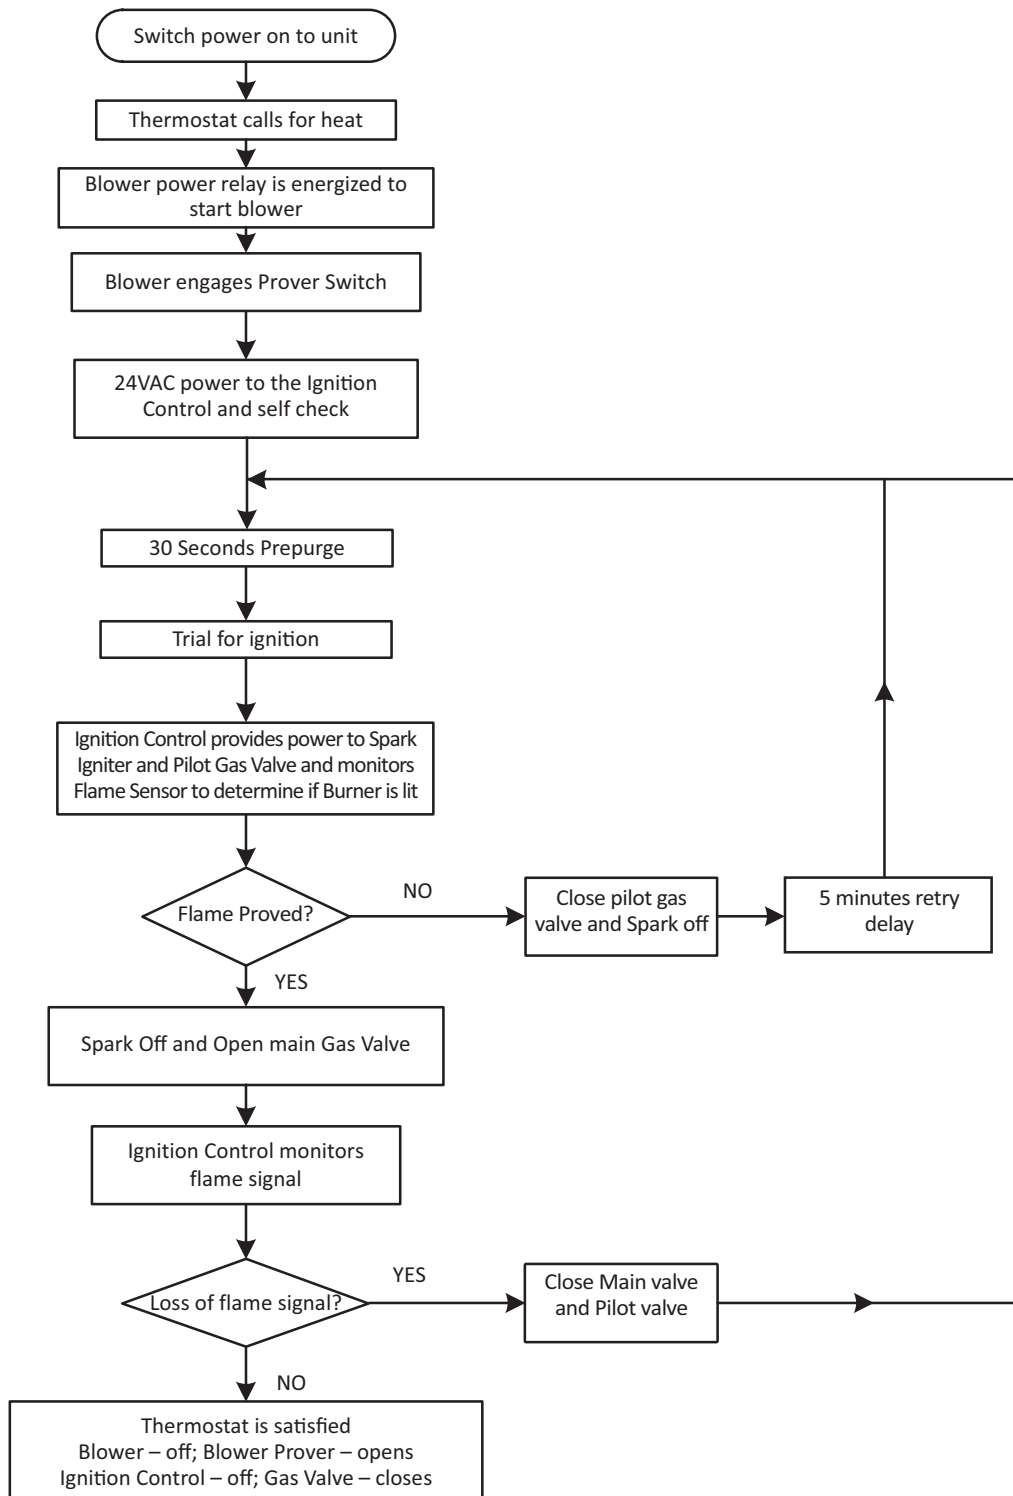 Switch power on to unit
Thermostat calls for heat
Blower power relay is energized to
start blower
Blower engages Prover Switch
24VAC power to the Ignition
Control and self check
30 Seconds Prepurge
Trial for ignition
Ignition Control provides power to Spark
Igniter and Pilot Gas Valve and monitors
Flame Sensor to determine if Burner is lit
Flame Proved?
NO
Close pilot gas
valve and Spark off
5 minutes retry
delay
YES
Spark Off and Open main Gas Valve
Ignition Control monitors
flame signal
Loss of flame signal?
YES
Close Main valve
and Pilot valve
NO
Thermostat is satisfied
Blower – off; Blower Prover – opens
Ignition Control – off; Gas Valve – closes